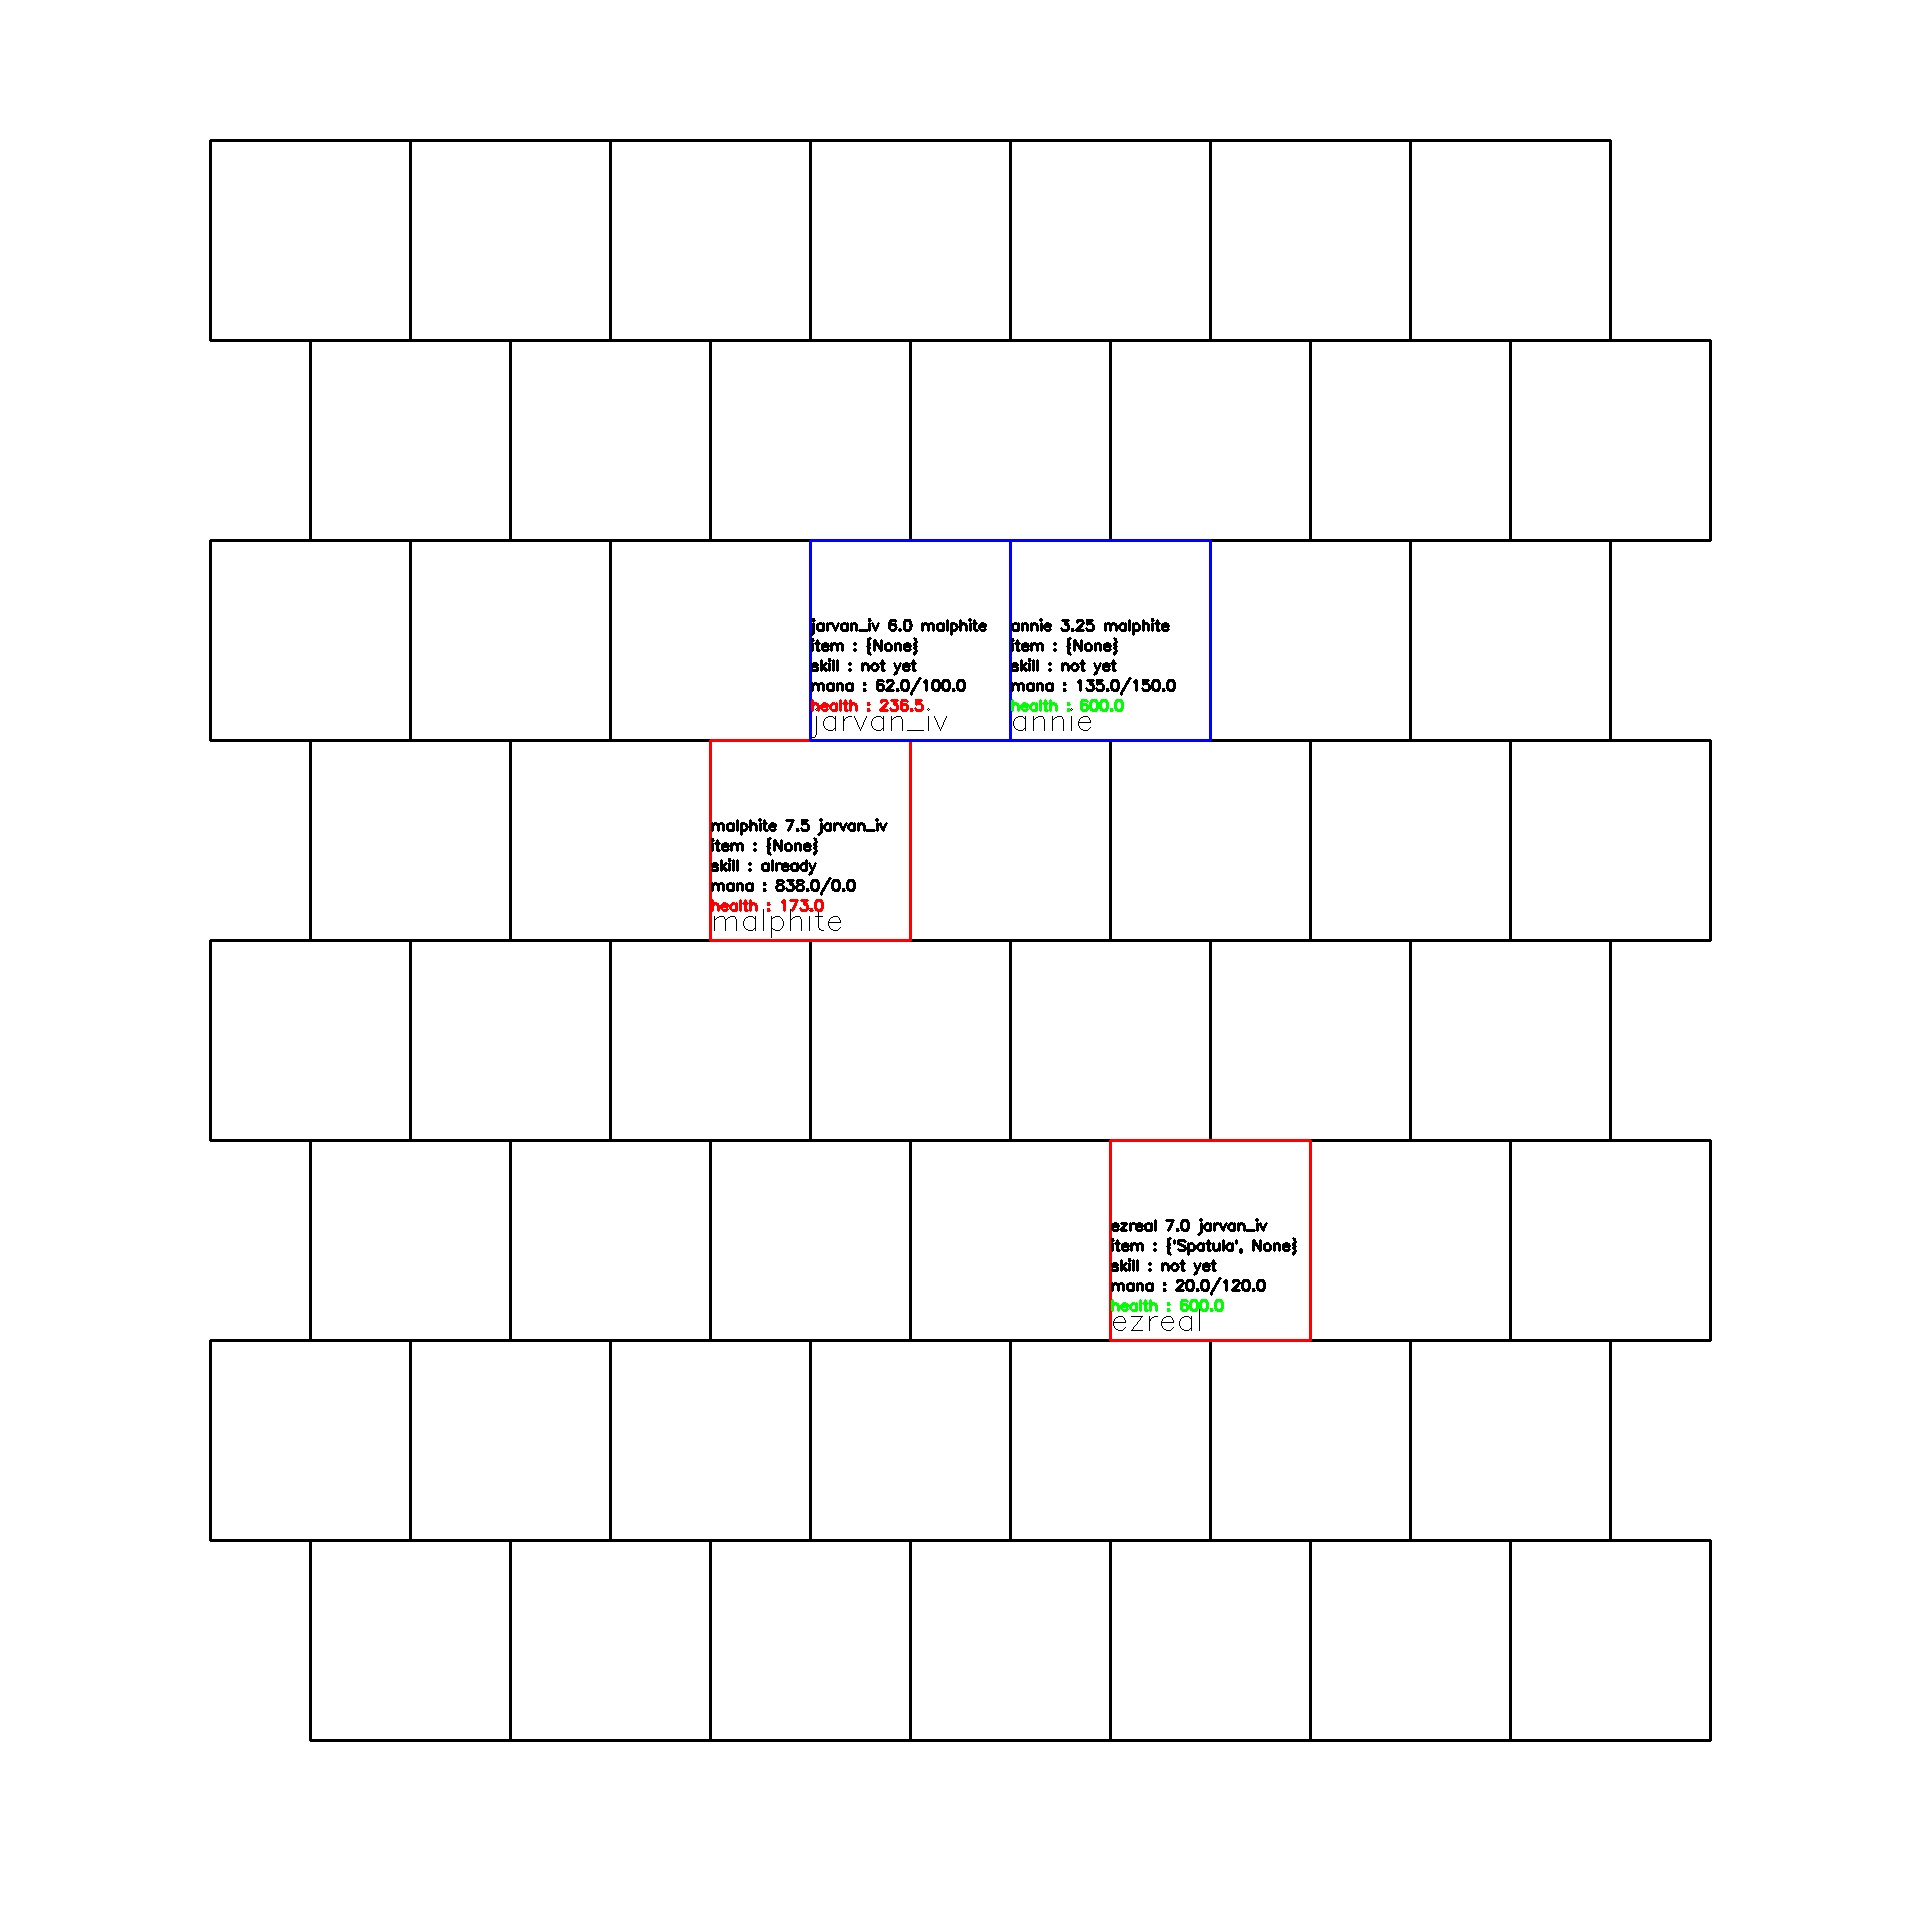 jarvan_iv 6.0 malphite
item : {None}
skill : not yet
mana : 62.0/100.0
health : 236.5
jarvan_iv
annie 3.25 malphite
item : {None}
skill : not yet
mana : 135.0/150.0
health : 600.0
annie
malphite 7.5 jarvan_iv
item : {None}
skill : already
mana : 838.0/0.0
health : 173.0
malphite
ezreal 7.0 jarvan_iv
item : {'Spatula', None}
skill : not yet
mana : 20.0/120.0
health : 600.0
ezreal